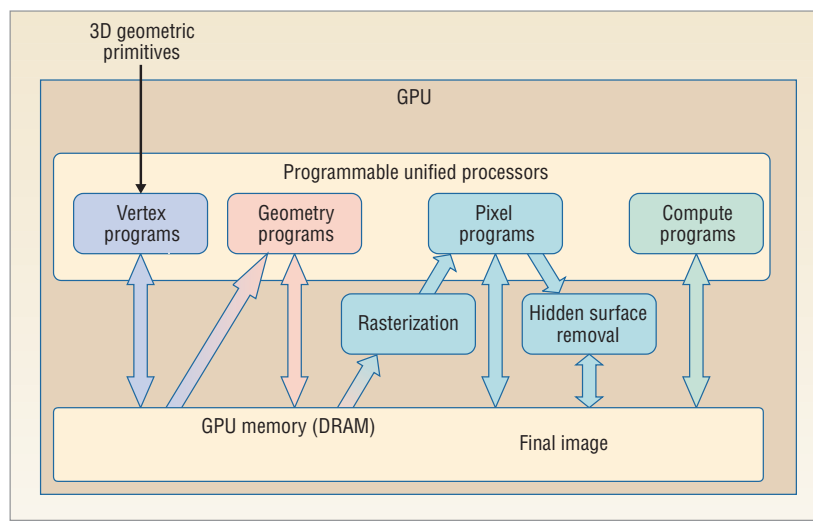 3D geometric
primitives
GPU
Programmable unified processors
Vertex
programs
Geometry
programs
Pixel
programs
Compute
programs
Rasterization
Hidden surface
removal
GPU memory (DRAM)
Final image